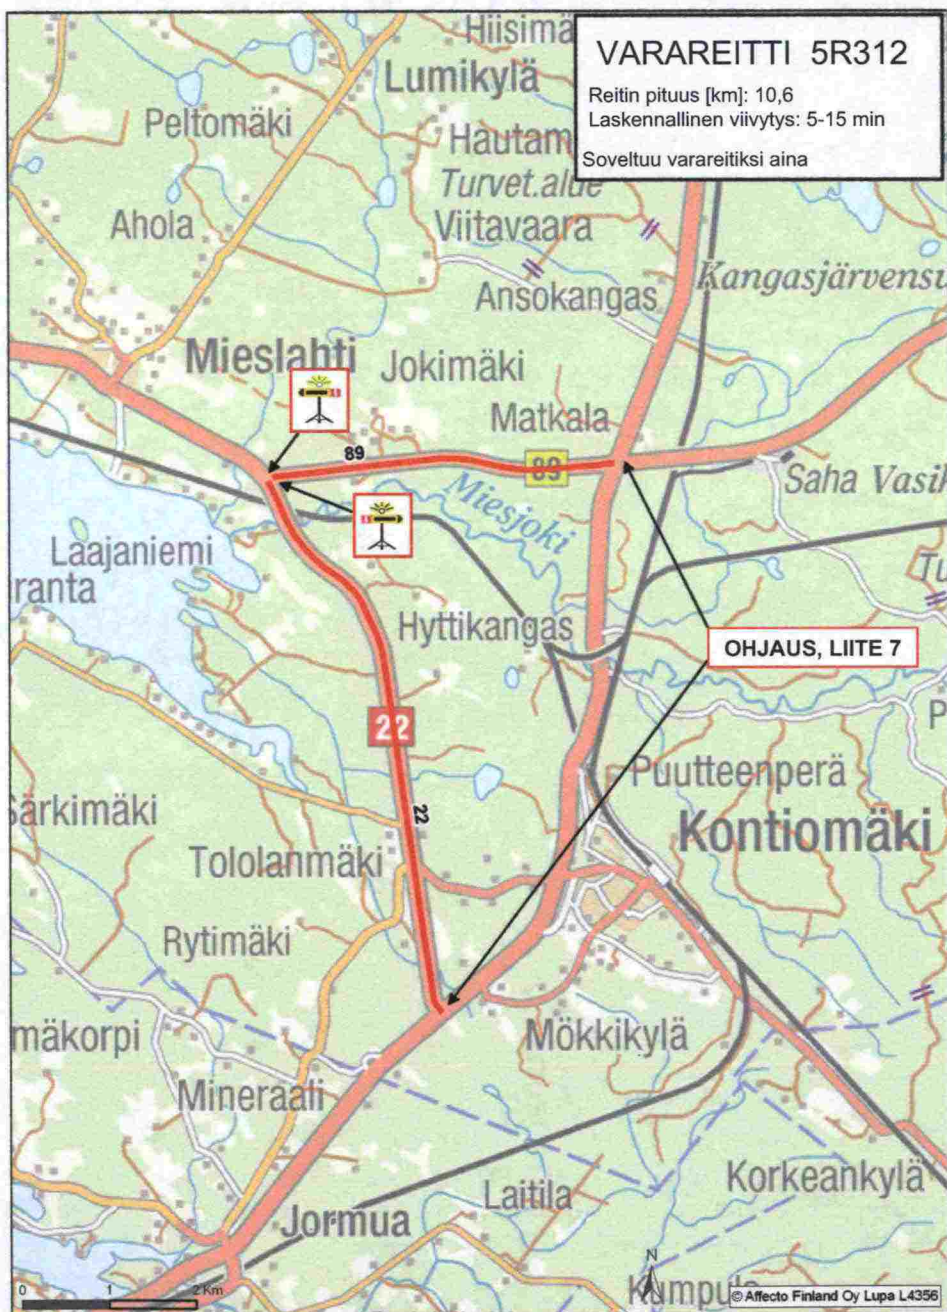 VARAREITTI 5R312
Reitin pituus [km]: 10,6
Laskennallinen viivytys: 5-15 min
Soveltuu varareitiksi aina
Hiisimä
Lumikylä
Peltomäki
Hautam
Turvet.alue
Ahola
Viitavaara
Kangasjärvensu
Ansokangas
Mieslahti
Jokimäki
Matkala
89
89
Saha
Vasik
Miesjoki
Laajaniemi
ranta
Tu
Hyttikangas
OHJAUS, LIITE 7
P
22
Puutteenperä
22
Särkimäki
Kontiomäki
Tololanmäki
Rytimäki
mäkorpi
Mökkikylä
Mineraali
Korkeankylä
Laitila
Jormua
N
0 1 2 Km
Kumpula
© Affecto Finland Oy Lupa L4356